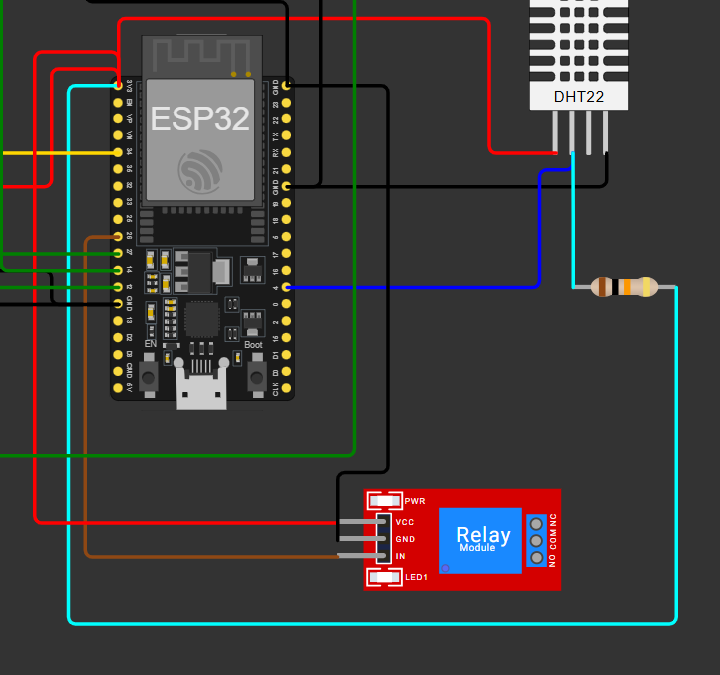 DHT22
ESP32
3V3
EN
VP
VN
34
35
32
33
25
26
27
14
12
GND
13
D2
D3
CMD
5V
GND
23
22
TX
RX
21
GND
19
18
5
17
16
4
0
2
15
D1
D0
CLK
EN
Boot
PWR
VCC
GND
IN
LED1
Relay
Module
NO COM NC